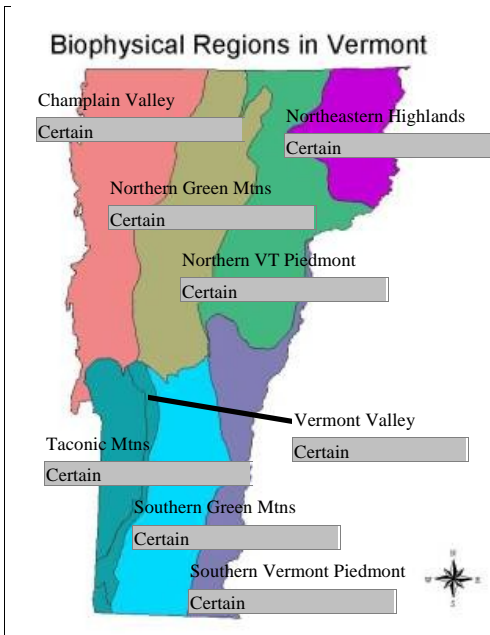 Biophysical Regions in Vermont
Champlain Valley
Certain
Northeastern Highlands
Certain
Northern Green Mtns
Certain
Northern VT Piedmont
Certain
Vermont Valley
Certain
Taconic Mtns
Certain
Southern Green Mtns
Certain
Southern Vermont Piedmont
Certain
N
W E
S